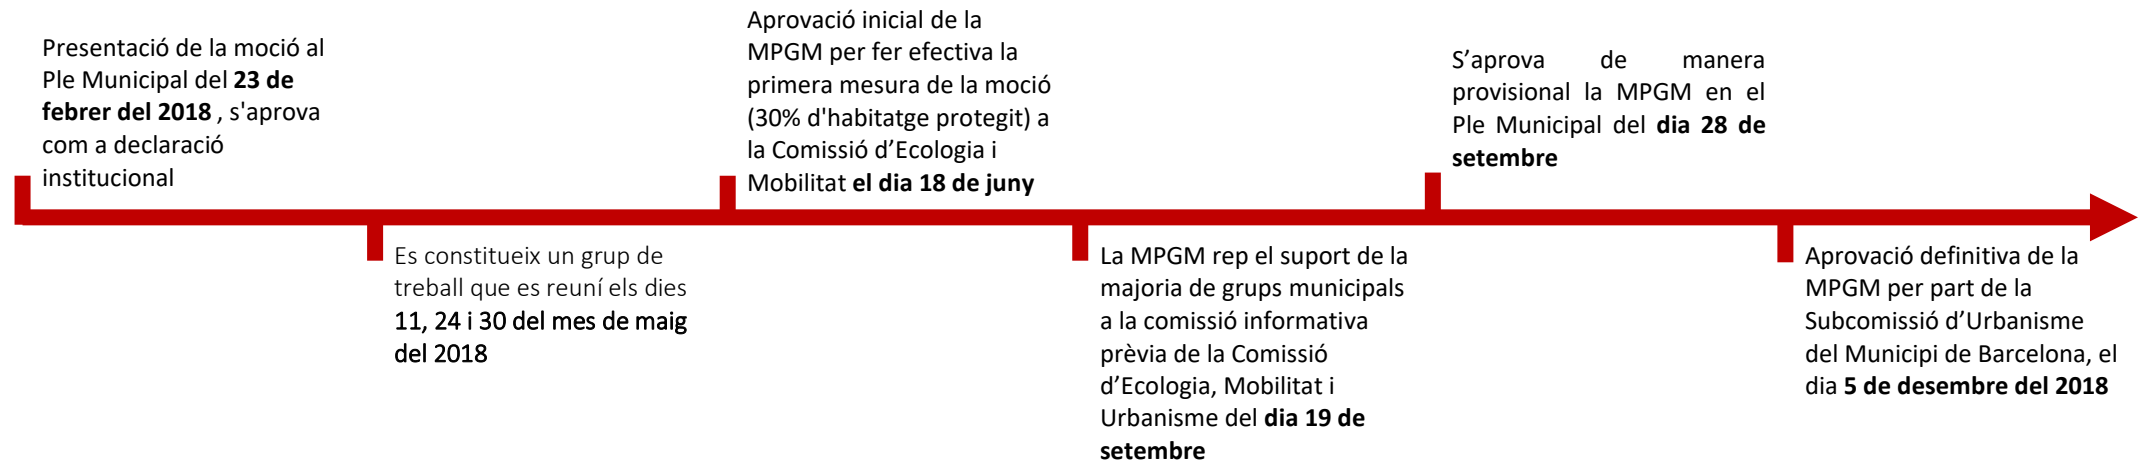 Presentació de la moció al
Ple Municipal del 23 de
febrer del 2018 , s'aprova
com a declaració
institucional
Es constitueix un grup de
treball que es reuní els dies
11, 24 i 30 del mes de maig
del 2018
Aprovació inicial de la
MPGM per fer efectiva la
primera mesura de la moció
(30% d'habitatge protegit) a
la Comissió d’Ecologia i
Mobilitat el dia 18 de juny
La MPGM rep el suport de la
majoria de grups municipals
a la comissió informativa
prèvia de la Comissió
d’Ecologia, Mobilitat i
Urbanisme del dia 19 de
setembre
S’aprova de manera
provisional la MPGM en el
Ple Municipal del dia 28 de
setembre
Aprovació definitiva de la
MPGM per part de la
Subcomissió d’Urbanisme
del Municipi de Barcelona, el
dia 5 de desembre del 2018